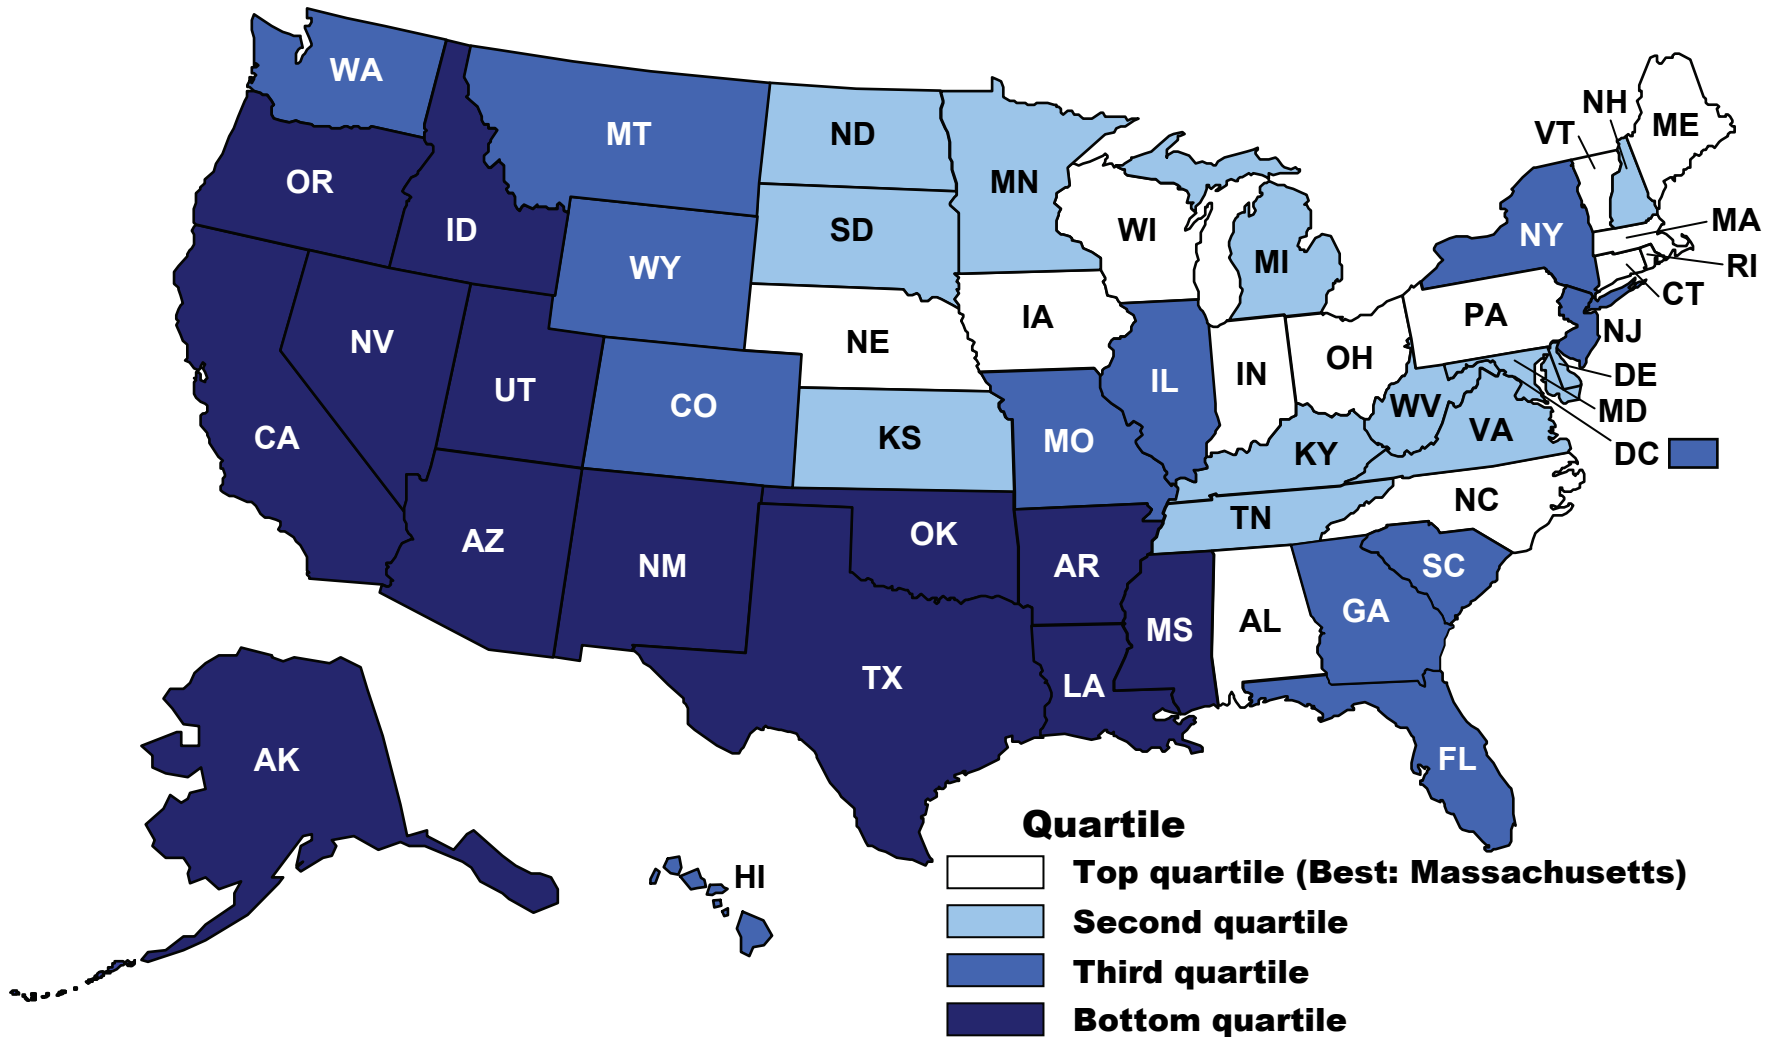 WA
MT
ND
MN
OR
ID
SD
WI
MI
WY
NH
VT
ME
NY
MA
RI
CT
NV
UT
NE
IA
PA
NJ
CA
CO
KS
MO
IL
IN
OH
WV
VA
KY
DE
MD
DC
AZ
NM
OK
AR
TN
NC
SC
GA
AL
MS
LA
TX
FL
AK
HI
Quartile
Top quartile (Best: Massachusetts)
Second quartile
Third quartile
Bottom quartile